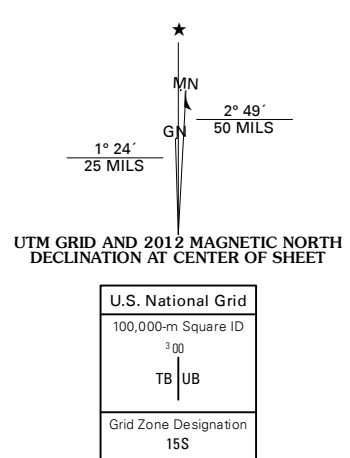 ★
MN
GN
2° 49´
50 MILS
1° 24´
25 MILS
UTM GRID AND 2012 MAGNETIC NORTH
DECLINATION AT CENTER OF SHEET
U.S. National Grid
100,000-m Square ID
³00
TB UB
Grid Zone Designation
15S